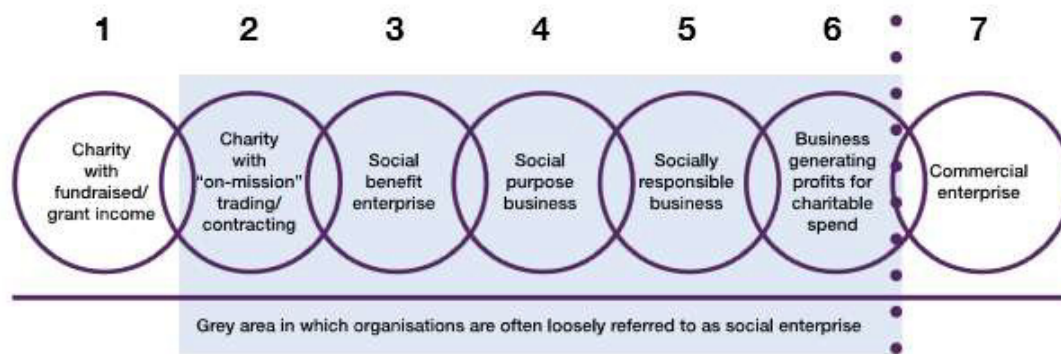 1 2 3 4 5 6 7
Charity
with
fundraised/
grant income
Charity
with
“on-mission”
trading/
contracting
Social
benefit
enterprise
Social
purpose
business
Socially
responsible
business
Business
generating
profits for
charitable
spend
Commercial
enterprise
Grey area in which organisations are often loosely referred to as social enterprise